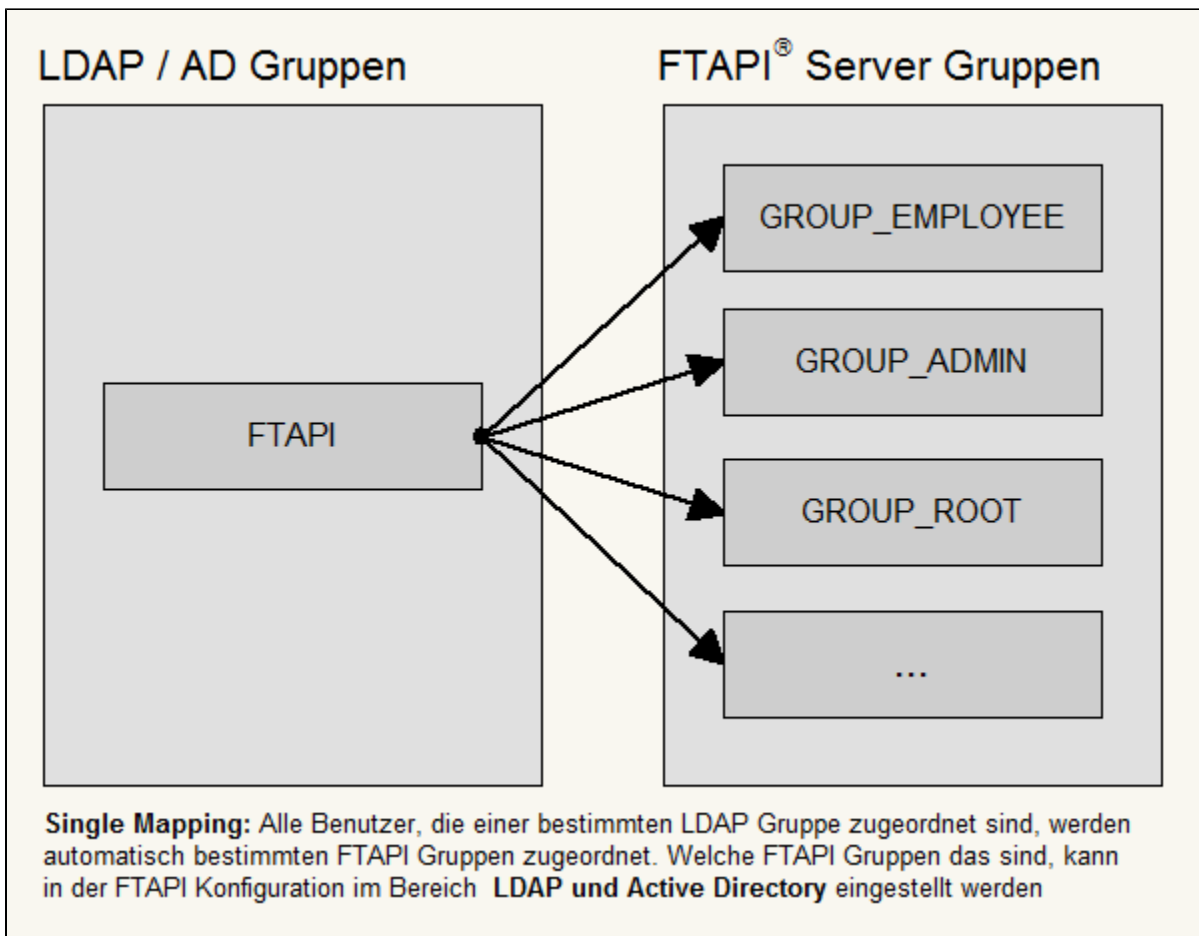 LDAP / AD Gruppen
FTAPI® Server Gruppen
FTAPI
GROUP_EMPLOYEE
GROUP_ADMIN
GROUP_ROOT
...
Single Mapping: Alle Benutzer, die einer bestimmten LDAP Gruppe zugeordnet sind, werden
automatisch bestimmten FTAPI Gruppen zugeordnet. Welche FTAPI Gruppen das sind, kann
in der FTAPI Konfiguration im Bereich LDAP und Active Directory eingestellt werden